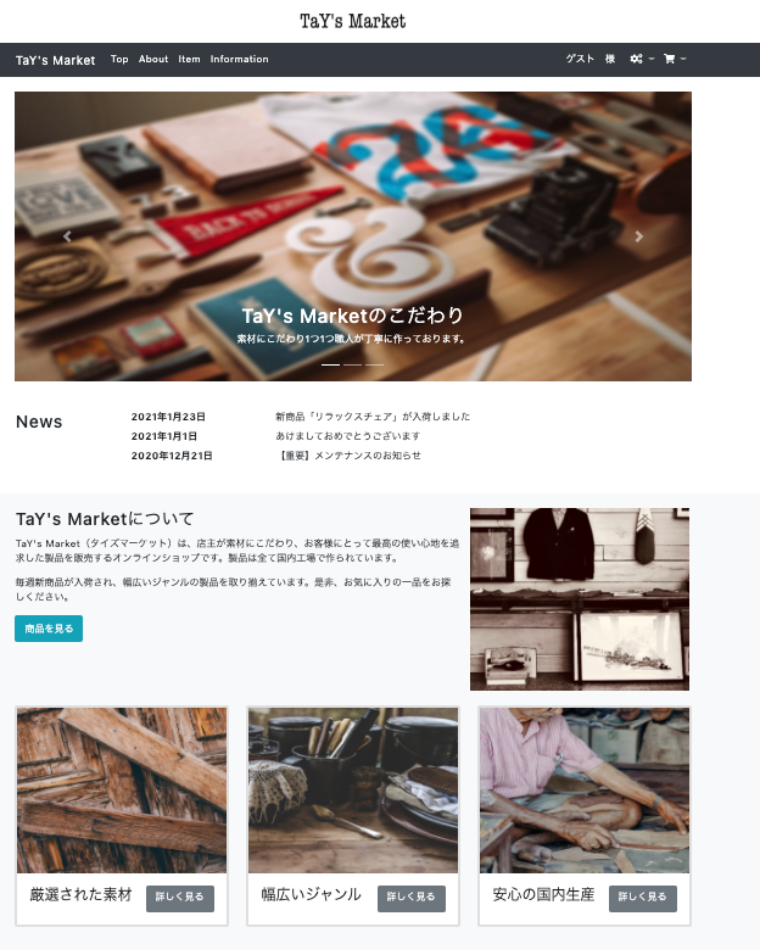 TaY's Market
TaY's Market Top About Item Information ゲスト 様
LOVE
BACK TO
TaY's Marketのこだわり
素材にこだわり1つ1つ職人が丁寧に作っております。
News
2021年1月23日 新商品「リラックスチェア」が入荷しました
2021年1月1日 あけましておめでとうございます
2020年12月21日 【重要】メンテナンスのお知らせ
TaY's Marketについて
TaY's Market（タイズマーケット）は、店主が素材にこだわり、お客様にとって最高の使い心地を追
求した製品を販売するオンラインショップです。製品は全て国内工場で作られています。
毎週新商品が入荷され、幅広いジャンルの製品を取り揃えています。是非、お気に入りの一品をお探
しください。
商品を見る
厳選された素材 詳しく見る
幅広いジャンル 詳しく見る
安心の国内生産 詳しく見る